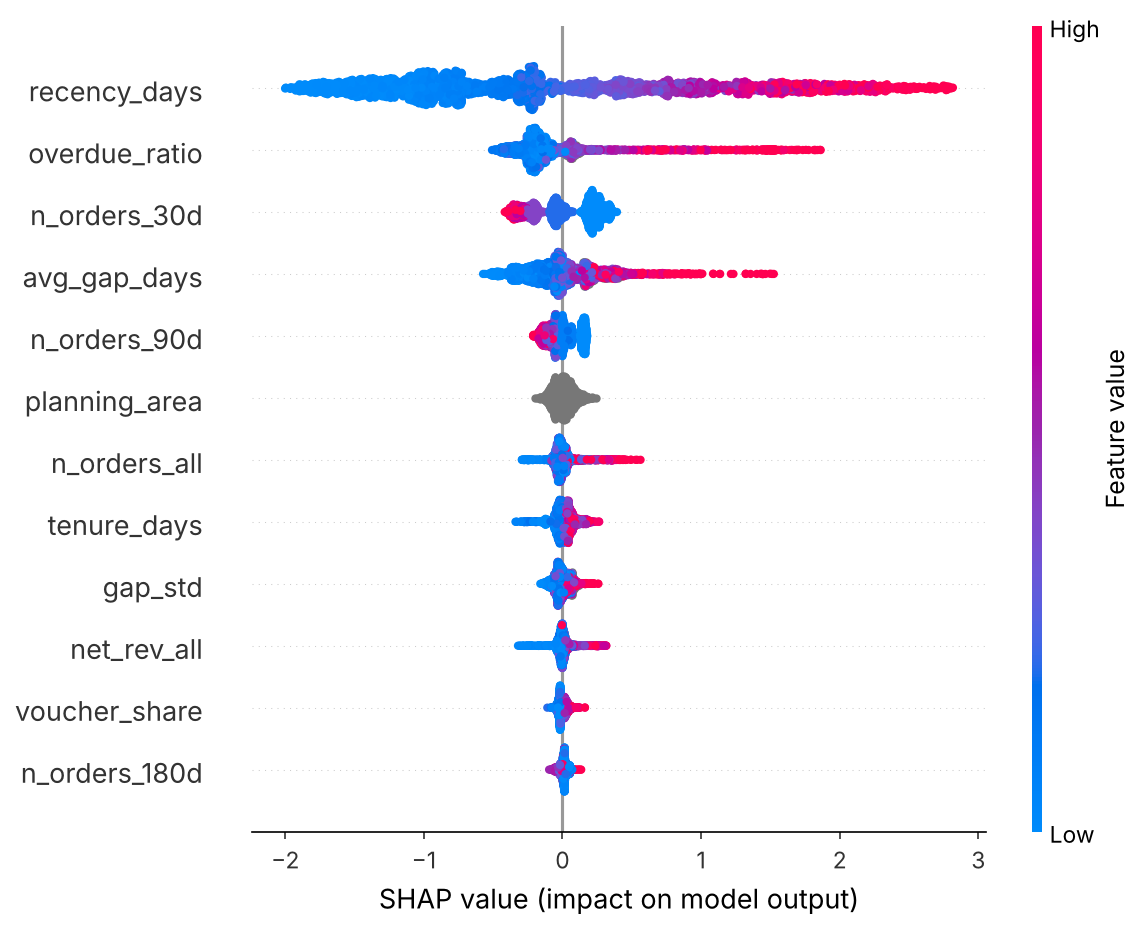 High
recency_days
overdue_ratio
n_orders_30d
avg_gap_days
n_orders_90d
planning_area
n_orders_all
tenure_days
gap_std
net_rev_all
voucher_share
n_orders_180d
Feature value
Low
−2 −1 0 1 2 3
SHAP value (impact on model output)